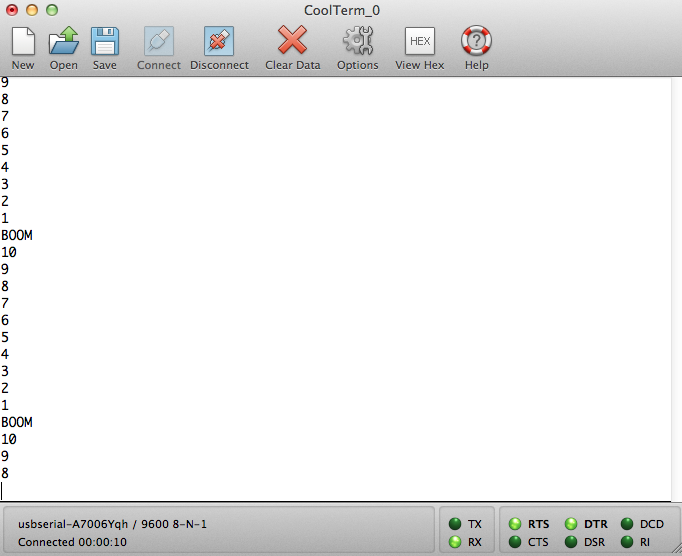 CoolTerm_0
New Open Save Connect Disconnect Clear Data Options HEX View Hex Help
9
8
7
6
5
4
3
2
1
BOOM
10
9
8
7
6
5
4
3
2
1
BOOM
10
9
8
usbserial-A7006Yqh / 9600 8-N-1
Connected 00:00:10
TX RTS DTR DCD
RX CTS DSR RI